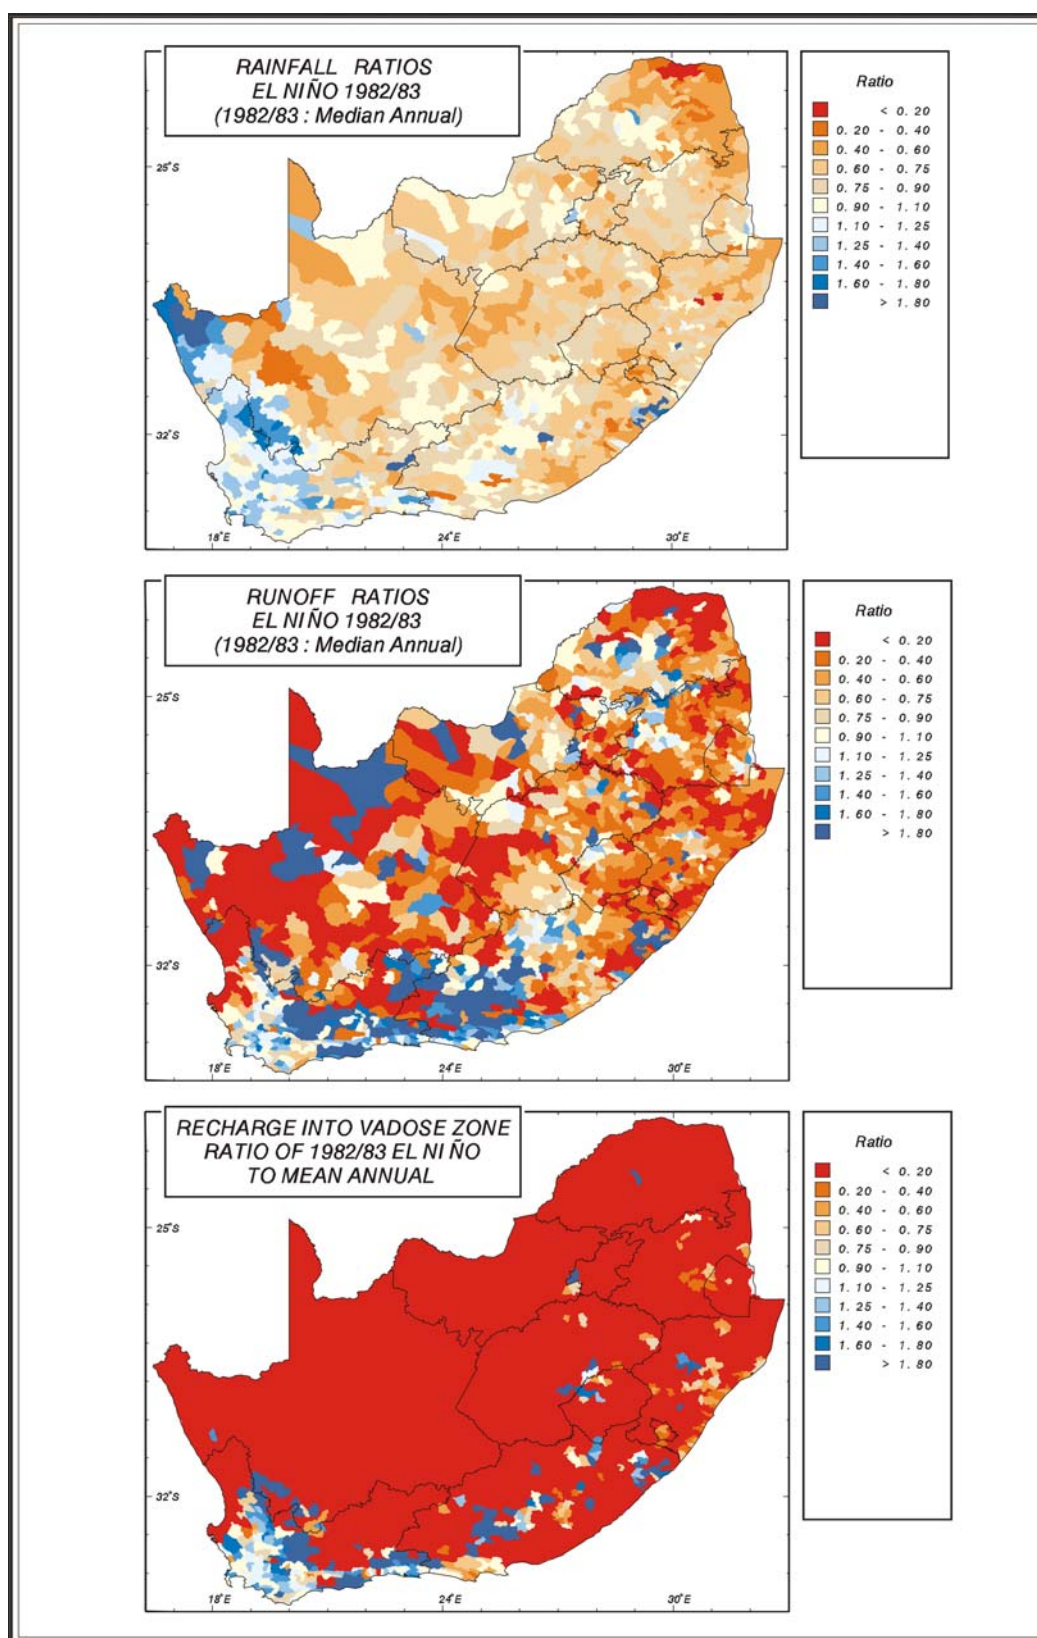 RAINFALL RATIOS
EL NIÑO 1982/83
(1982/83 : Median Annual)
Ratio
< 0.20
0.20 - 0.40
0.40 - 0.60
0.60 - 0.75
0.75 - 0.90
0.90 - 1.10
1.10 - 1.25
1.25 - 1.40
1.40 - 1.60
1.60 - 1.80
> 1.80
25°S
32°S
18°E
24°E
30°E
RUNOFF RATIOS
EL NIÑO 1982/83
(1982/83 : Median Annual)
Ratio
< 0.20
0.20 - 0.40
0.40 - 0.60
0.60 - 0.75
0.75 - 0.90
0.90 - 1.10
1.10 - 1.25
1.25 - 1.40
1.40 - 1.60
1.60 - 1.80
> 1.80
25°S
32°S
18°E
24°E
30°E
RECHARGE INTO VADOSE ZONE
RATIO OF 1982/83 EL NIÑO
TO MEAN ANNUAL
Ratio
< 0.20
0.20 - 0.40
0.40 - 0.60
0.60 - 0.75
0.75 - 0.90
0.90 - 1.10
1.10 - 1.25
1.25 - 1.40
1.40 - 1.60
1.60 - 1.80
> 1.80
25°S
32°S
18°E
24°E
30°E